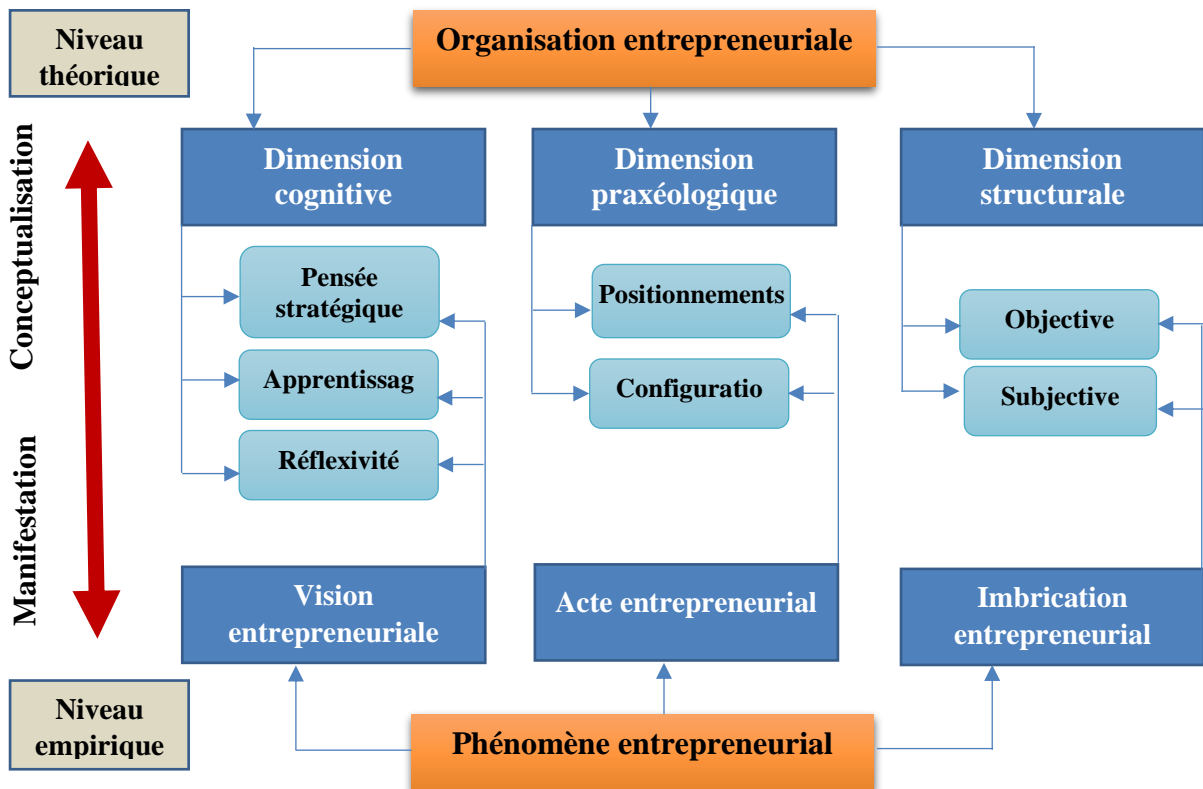 Niveau
théorique
Organisation entrepreneuriale
Conceptualisation
Manifestation
Dimension
cognitive
Dimension
praxéologique
Dimension
structurale
Pensée
stratégique
Apprentissag
Réflexivité
Positionnements
Configuratio
Objective
Subjective
Vision
entrepreneuriale
Acte entrepreneurial
Imbrication
entrepreneurial
Niveau
empirique
Phénomène entrepreneurial